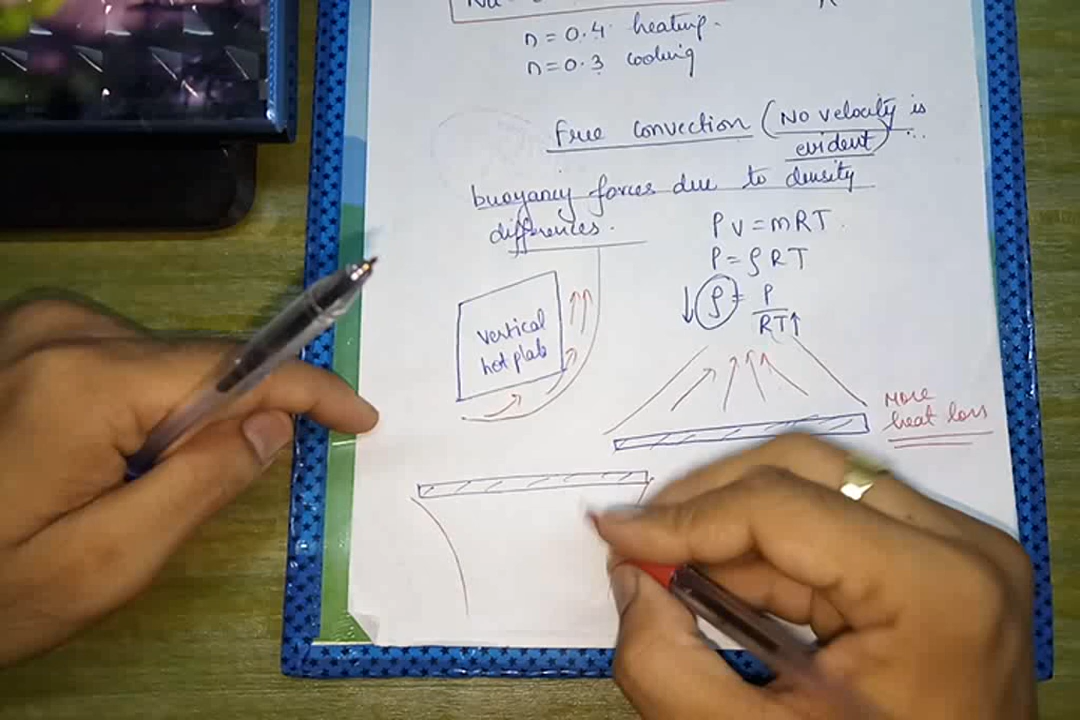 n = 0.4 heating.
n = 0.3 cooling
Free convection (No velocity is
evident)
buoyancy forces due to density
differences.
PV = mRT.
P = ρRT
↓ ρ = P
RT↑
vertical
hot plate
More
heat loss